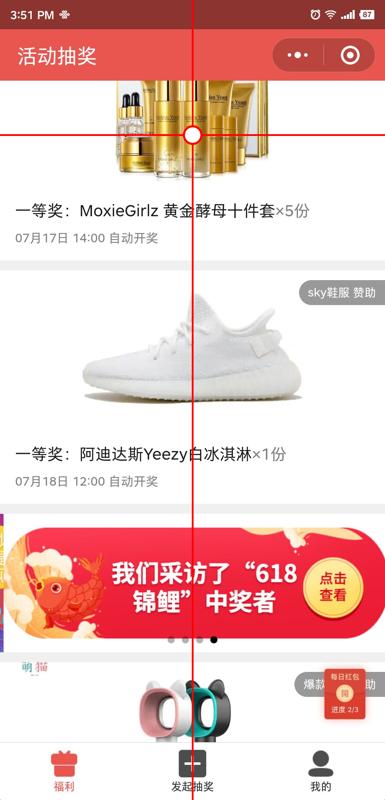 3:51 PM
87
活动抽奖
一等奖：MoxieGirlz 黄金酵母十件套×5份
07月17日 14:00 自动开奖
sky鞋服 赞助
一等奖：阿迪达斯Yeezy白冰淇淋×1份
07月18日 12:00 自动开奖
我们采访了“618
锦鲤”中奖者
点击
查看
萌猫
爆款
助
每日红包
进度 2/3
福利
发起抽奖
我的